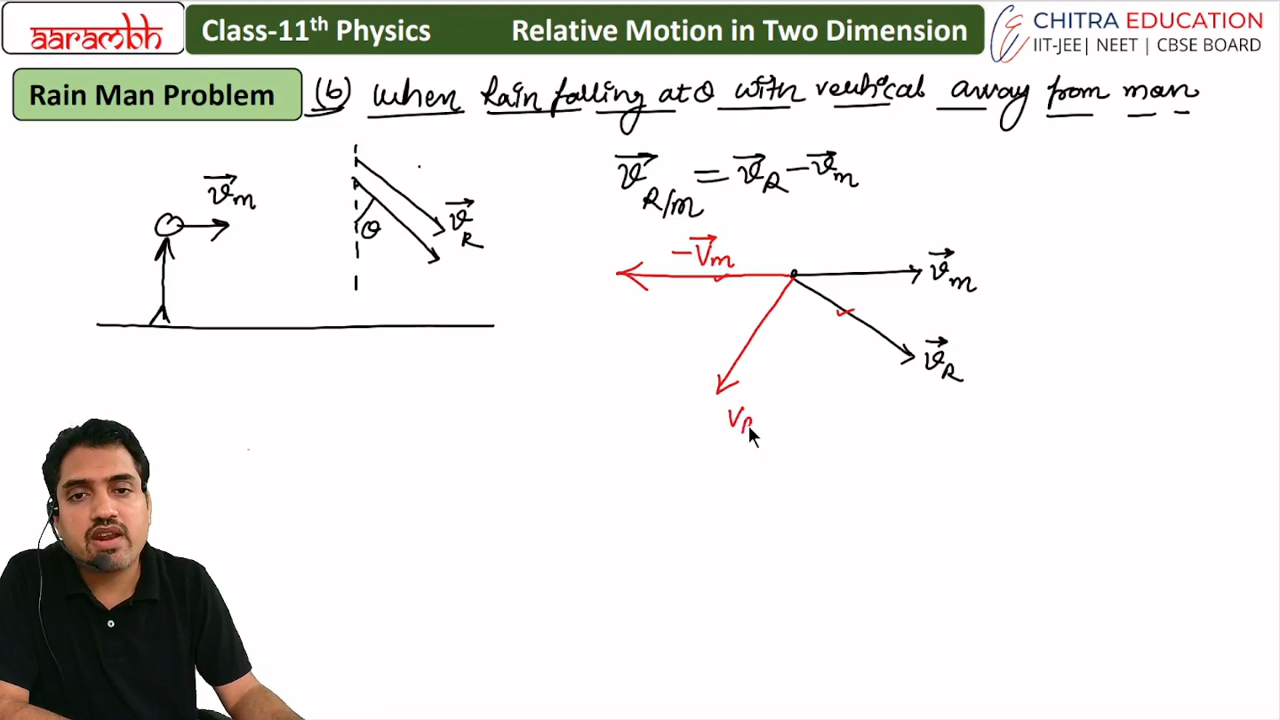 aarambh
Class-11th Physics Relative Motion in Two Dimension
CHITRA EDUCATION
IIT-JEE| NEET | CBSE BOARD
Rain Man Problem
(b) When Rain falling at θ with vertical away from man
v⃗m
θ
v⃗R
v⃗R/m = v⃗R − v⃗m
−V⃗m
v⃗m
v⃗R
VR